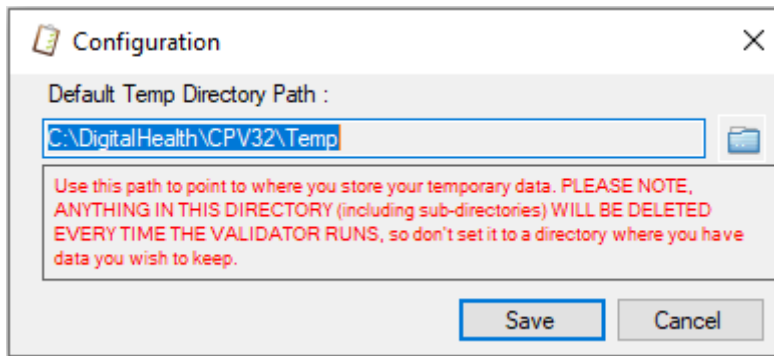 Configuration
Default Temp Directory Path :
C:\DigitalHealth\CPV32\Temp
Use this path to point to where you store your temporary data. PLEASE NOTE,
ANYTHING IN THIS DIRECTORY (including sub-directories) WILL BE DELETED
EVERY TIME THE VALIDATOR RUNS, so don't set it to a directory where you have
data you wish to keep.
Save Cancel